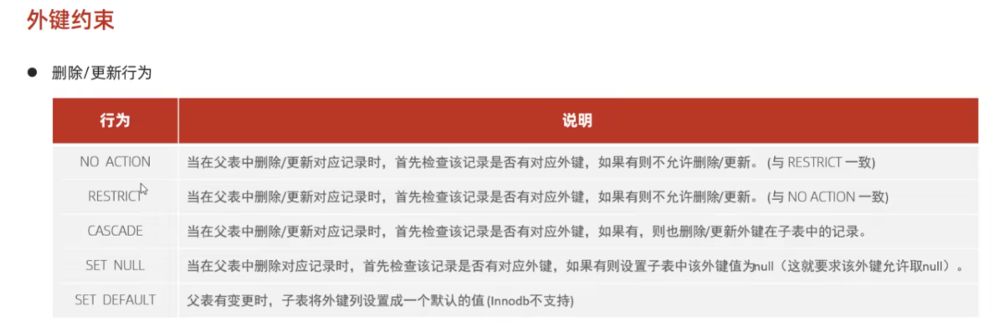 外键约束
● 删除/更新行为
行为 说明
NO ACTION 当在父表中删除/更新对应记录时，首先检查该记录是否有对应外键，如果有则不允许删除/更新。 (与 RESTRICT 一致)
RESTRICT 当在父表中删除/更新对应记录时，首先检查该记录是否有对应外键，如果有则不允许删除/更新。 (与 NO ACTION 一致)
CASCADE 当在父表中删除/更新对应记录时，首先检查该记录是否有对应外键，如果有，则也删除/更新外键在子表中的记录。
SET NULL 当在父表中删除对应记录时，首先检查该记录是否有对应外键，如果有则设置子表中该外键值为null（这就要求该外键允许取null）。
SET DEFAULT 父表有变更时，子表将外键列设置成一个默认的值 (Innodb不支持)